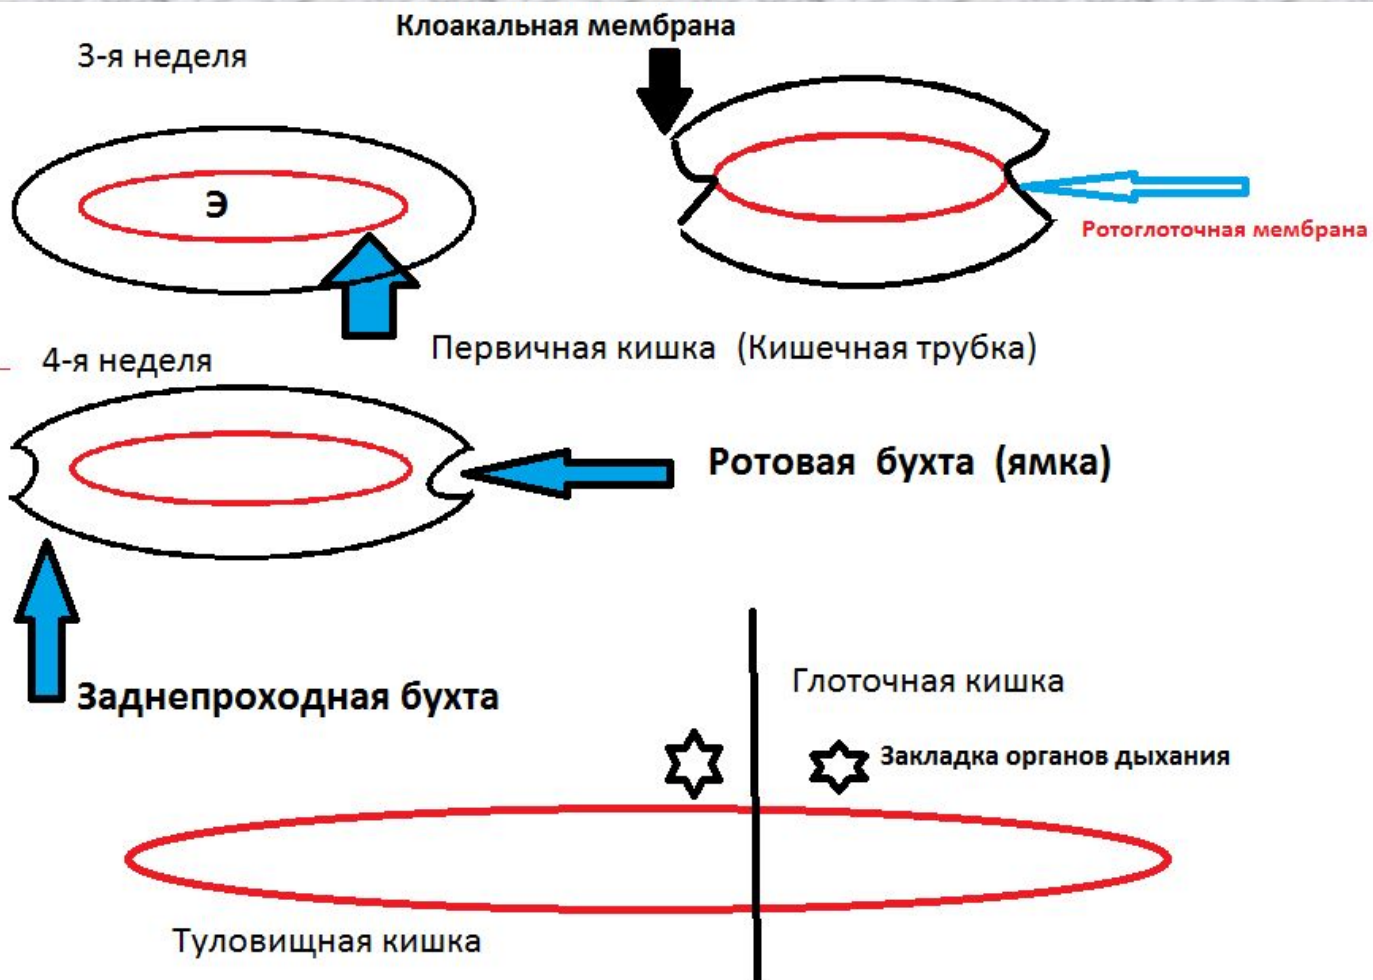 Клоакальная мембрана
3-я неделя
Э
Ротоглоточная мембрана
Первичная кишка (Кишечная трубка)
4-я неделя
Ротовая бухта (ямка)
Заднепроходная бухта
Глоточная кишка
Закладка органов дыхания
Туловищная кишка